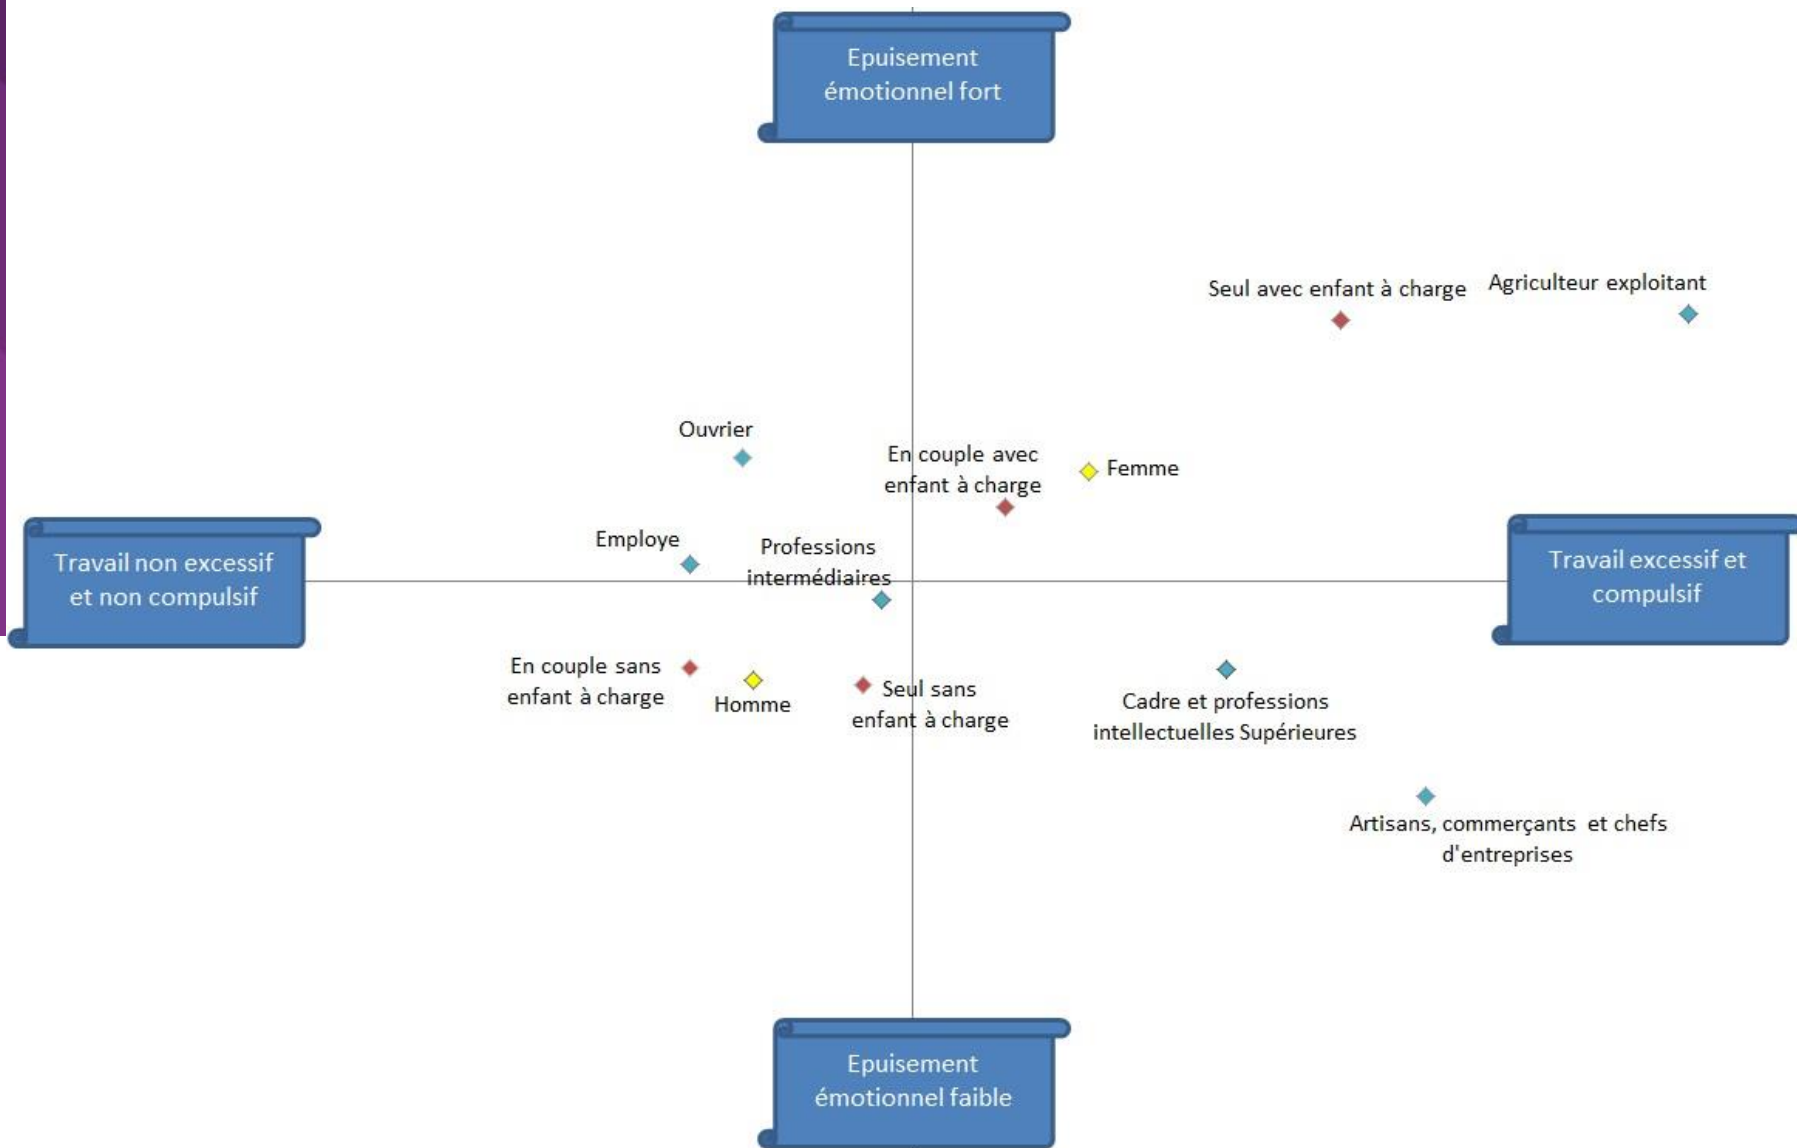 Epuisement
émotionnel fort
Seul avec enfant à charge
Agriculteur exploitant
Ouvrier
En couple avec
enfant à charge
Femme
Employe
Professions
intermédiaires
Travail non excessif
et non compulsif
Travail excessif et
compulsif
En couple sans
enfant à charge
Homme
Seul sans
enfant à charge
Cadre et professions
intellectuelles Supérieures
Artisans, commerçants et chefs
d'entreprises
Epuisement
émotionnel faible